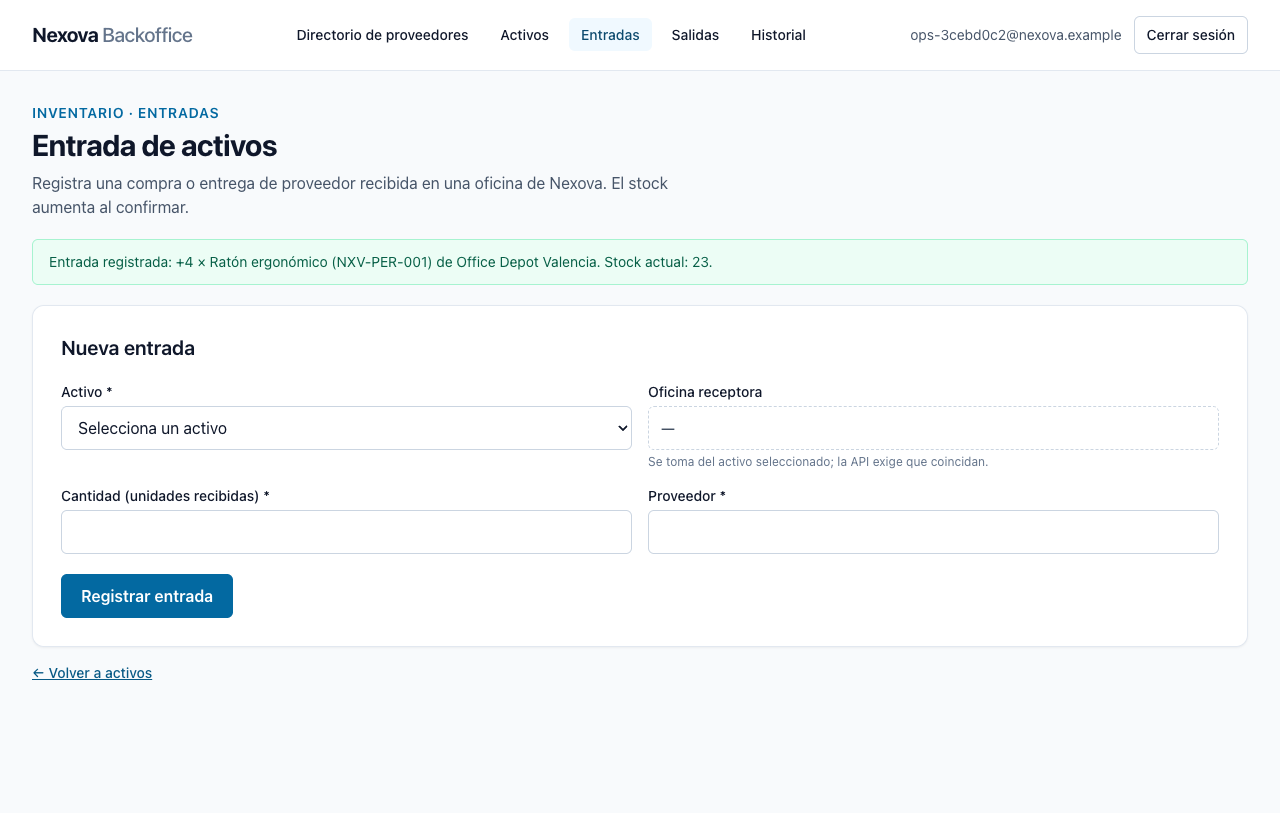 Nexova Backoffice
Directorio de proveedores
Activos
Entradas
Salidas
Historial
ops-3cebd0c2@nexova.example
Cerrar sesión
INVENTARIO · ENTRADAS
Entrada de activos
Registra una compra o entrega de proveedor recibida en una oficina de Nexova. El stock
aumenta al confirmar.
Entrada registrada: +4 × Ratón ergonómico (NXV-PER-001) de Office Depot Valencia. Stock actual: 23.
Nueva entrada
Activo *
Selecciona un activo
Oficina receptora
—
Se toma del activo seleccionado; la API exige que coincidan.
Cantidad (unidades recibidas) *
Proveedor *
Registrar entrada
← Volver a activos